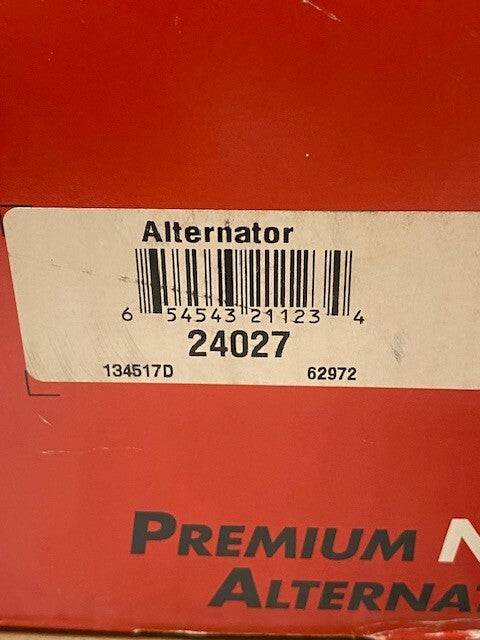 Alternator
6 54543 21123 4
24027
134517D 62972
PREMIUM N
ALTERNA